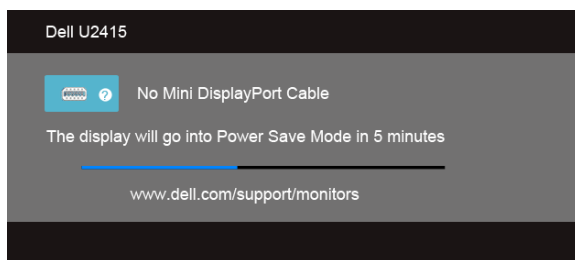 Dell U2415
? No Mini DisplayPort Cable
The display will go into Power Save Mode in 5 minutes
www.dell.com/support/monitors